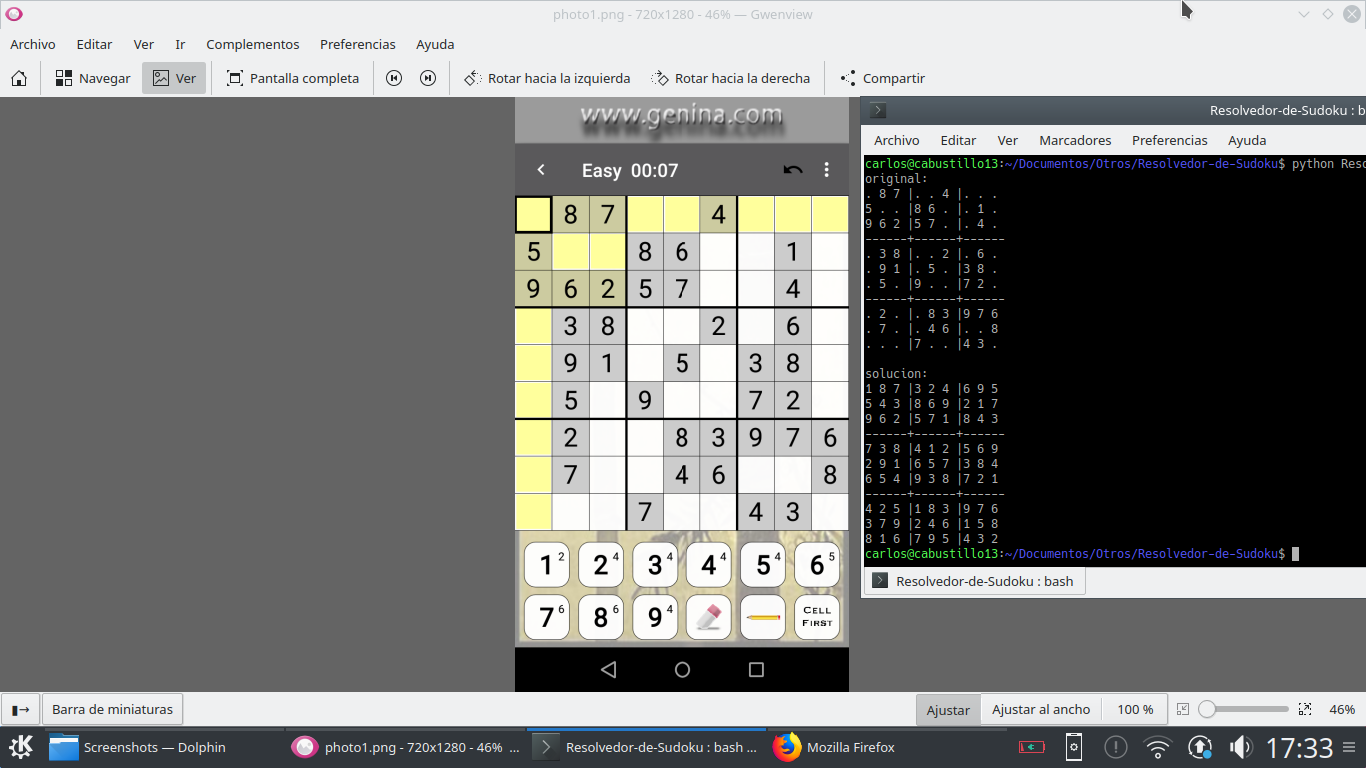 photo1.png - 720x1280 - 46% — Gwenview
Archivo Editar Ver Ir Complementos Preferencias Ayuda
Navegar Ver Pantalla completa Rotar hacia la izquierda Rotar hacia la derecha Compartir
www.genina.com
Easy 00:07
8 7 4
5 8 6 1
9 6 2 5 7 4
3 8 2 6
9 1 5 3 8
5 9 7 2
2 8 3 9 7 6
7 4 6 8
7 4 3
1 2 2 4 3 4 4 4 5 4 6 5
7 6 8 6 9 4 CELL
FIRST
Resolvedor-de-Sudoku : b
Archivo Editar Ver Marcadores Preferencias Ayuda
carlos@cabustillo13:~/Documentos/Otros/Resolvedor-de-Sudoku$ python Reso
original:
. 8 7 |. . 4 |. . .
5 . . |8 6 . |. 1 .
9 6 2 |5 7 . |. 4 .
------+------+------
. 3 8 |. . 2 |. 6 .
. 9 1 |. 5 . |3 8 .
. 5 . |9 . . |7 2 .
------+------+------
. 2 . |. 8 3 |9 7 6
. 7 . |. 4 6 |. . 8
. . . |7 . . |4 3 .
solucion:
1 8 7 |3 2 4 |6 9 5
5 4 3 |8 6 9 |2 1 7
9 6 2 |5 7 1 |8 4 3
------+------+------
7 3 8 |4 1 2 |5 6 9
2 9 1 |6 5 7 |3 8 4
6 5 4 |9 3 8 |7 2 1
------+------+------
4 2 5 |1 8 3 |9 7 6
3 7 9 |2 4 6 |1 5 8
8 1 6 |7 9 5 |4 3 2
carlos@cabustillo13:~/Documentos/Otros/Resolvedor-de-Sudoku$
Resolvedor-de-Sudoku : bash
Barra de miniaturas Ajustar Ajustar al ancho 100 % 46%
Screenshots — Dolphin photo1.png - 720x1280 - 46% ... Resolvedor-de-Sudoku : bash ... Mozilla Firefox 17:33